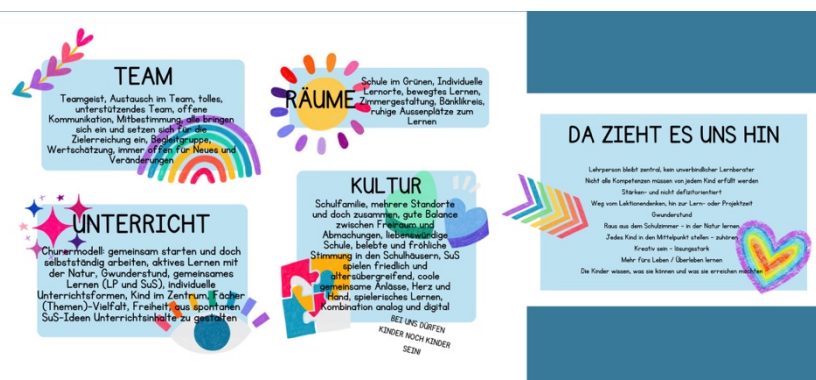 TEAM
Teamgeist, Austausch im Team, tolles,
unterstützendes Team, offene
Kommunikation, Mitbestimmung, alle bringen
sich ein und setzen sich für die
Zielerreichung ein, Begleitgruppe,
Wertschätzung, immer offen für Neues und
Veränderungen
RÄUME
Schule im Grünen, Individuelle
Lernorte, bewegtes Lernen,
Zimmergestaltung, Bänklikreis,
ruhige Aussenplätze zum
Lernen
UNTERRICHT
Churermodell: gemeinsam starten und doch
selbstständig arbeiten, aktives Lernen mit
der Natur, Gwunderstund, gemeinsames
Lernen (LP und SuS), individuelle
Unterrichtsformen, Kind im Zentrum, Fächer
(Themen)-Vielfalt, Freiheit, aus spontanen
SuS-Ideen Unterrichtsinhalte zu gestalten
KULTUR
Schulfamilie, mehrere Standorte
und doch zusammen, gute Balance
zwischen Freiraum und
Abmachungen, liebenswürdige
Schule, belebte und fröhliche
Stimmung in den Schulhäusern, SuS
spielen friedlich und
altersübergreifend, coole
gemeinsame Anlässe, Herz und
Hand, spielerisches Lernen,
Kombination analog und digital
BEI UNS DÜRFEN
KINDER NOCH KINDER
SEIN!
DA ZIEHT ES UNS HIN
Lehrperson bleibt zentral, kein unverbindlicher Lernberater
Nicht alle Kompetenzen müssen von jedem Kind erfüllt werden
Stärken- und nicht defizitorientiert
Weg vom Lektionendenken, hin zur Lern- oder Projektzeit
Gwunderstund
Raus aus dem Schulzimmer - in der Natur lernen
Jedes Kind in den Mittelpunkt stellen - zuhören
Kreativ sein - lösungsstark
Mehr fürs Leben / Überleben lernen
Die Kinder wissen, was sie können und was sie erreichen möchten